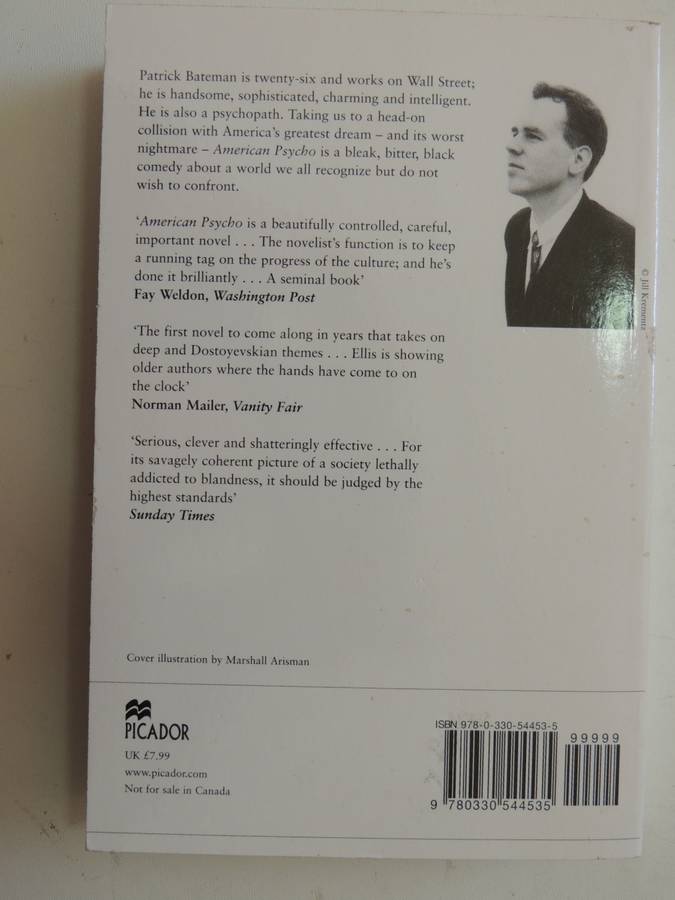 Patrick Bateman is twenty-six and works on Wall Street;
he is handsome, sophisticated, charming and intelligent.
He is also a psychopath. Taking us to a head-on
collision with America's greatest dream – and its worst
nightmare – American Psycho is a bleak, bitter, black
comedy about a world we all recognize but do not
wish to confront.
‘American Psycho is a beautifully controlled, careful,
important novel . . . The novelist's function is to keep
a running tag on the progress of the culture; and he's
done it brilliantly . . . A seminal book’
Fay Weldon, Washington Post
‘The first novel to come along in years that takes on
deep and Dostoyevskian themes . . . Ellis is showing
older authors where the hands have come to on
the clock’
Norman Mailer, Vanity Fair
‘Serious, clever and shatteringly effective . . . For
its savagely coherent picture of a society lethally
addicted to blandness, it should be judged by the
highest standards’
Sunday Times
© Jill Krementz
Cover illustration by Marshall Arisman
PICADOR
UK £7.99
www.picador.com
Not for sale in Canada
ISBN 978-0-330-54453-5
99999
9 780330 544535